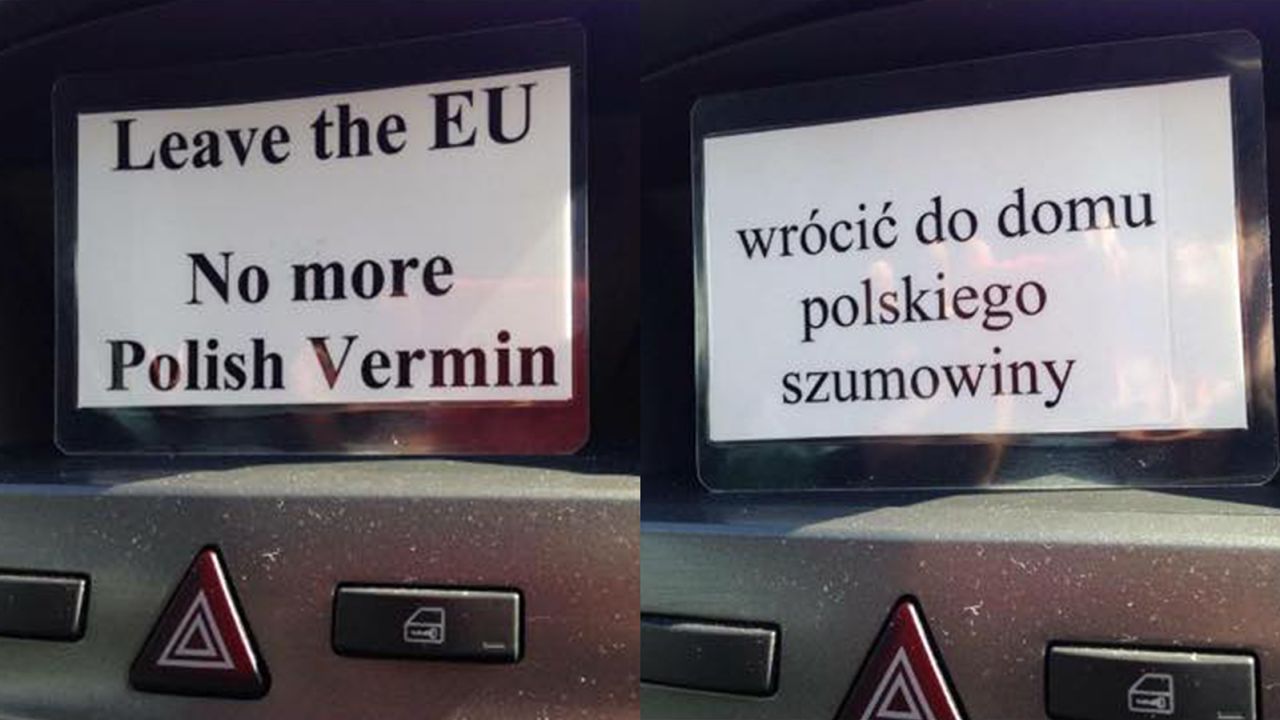 Leave the EU
No more
Polish Vermin
wrócić do domu
polskiego
szumowiny